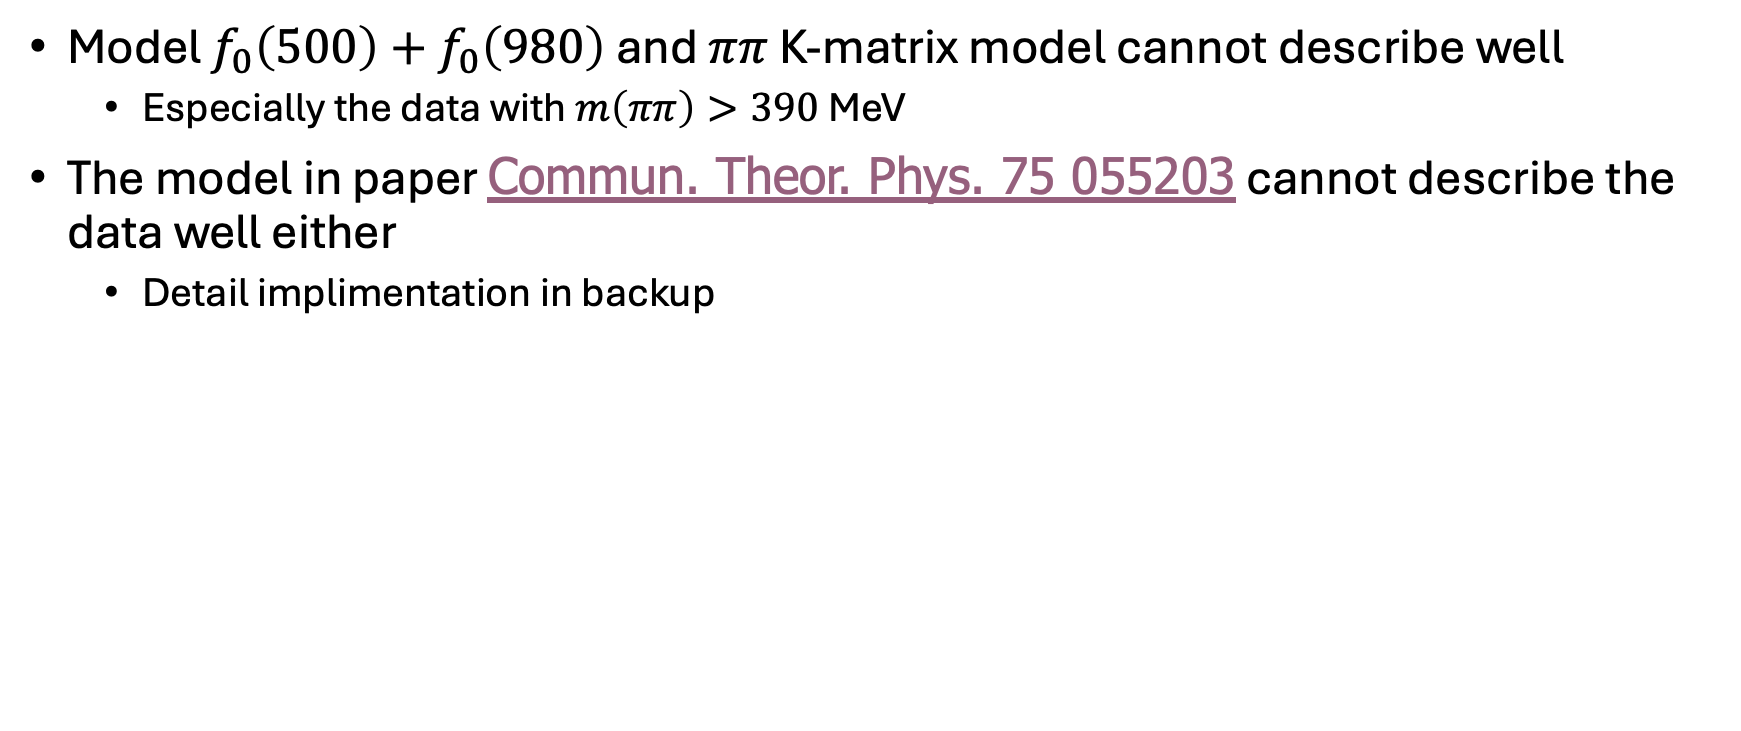 • Model f₀(500) + f₀(980) and ππ K-matrix model cannot describe well
• Especially the data with m(ππ) > 390 MeV
• The model in paper Commun. Theor. Phys. 75 055203 cannot describe the
data well either
• Detail implimentation in backup